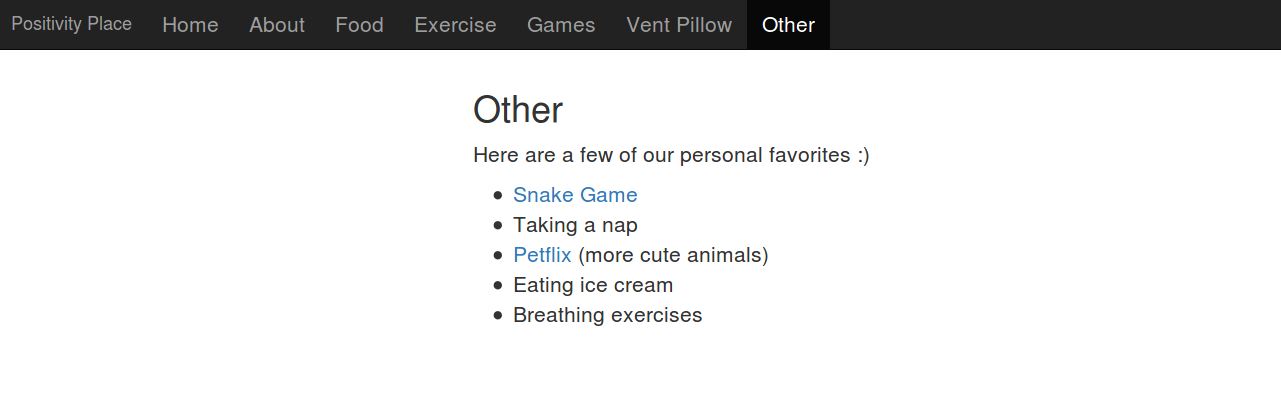 Positivity Place Home About Food Exercise Games Vent Pillow Other
Other
Here are a few of our personal favorites :)
• Snake Game
• Taking a nap
• Petflix (more cute animals)
• Eating ice cream
• Breathing exercises